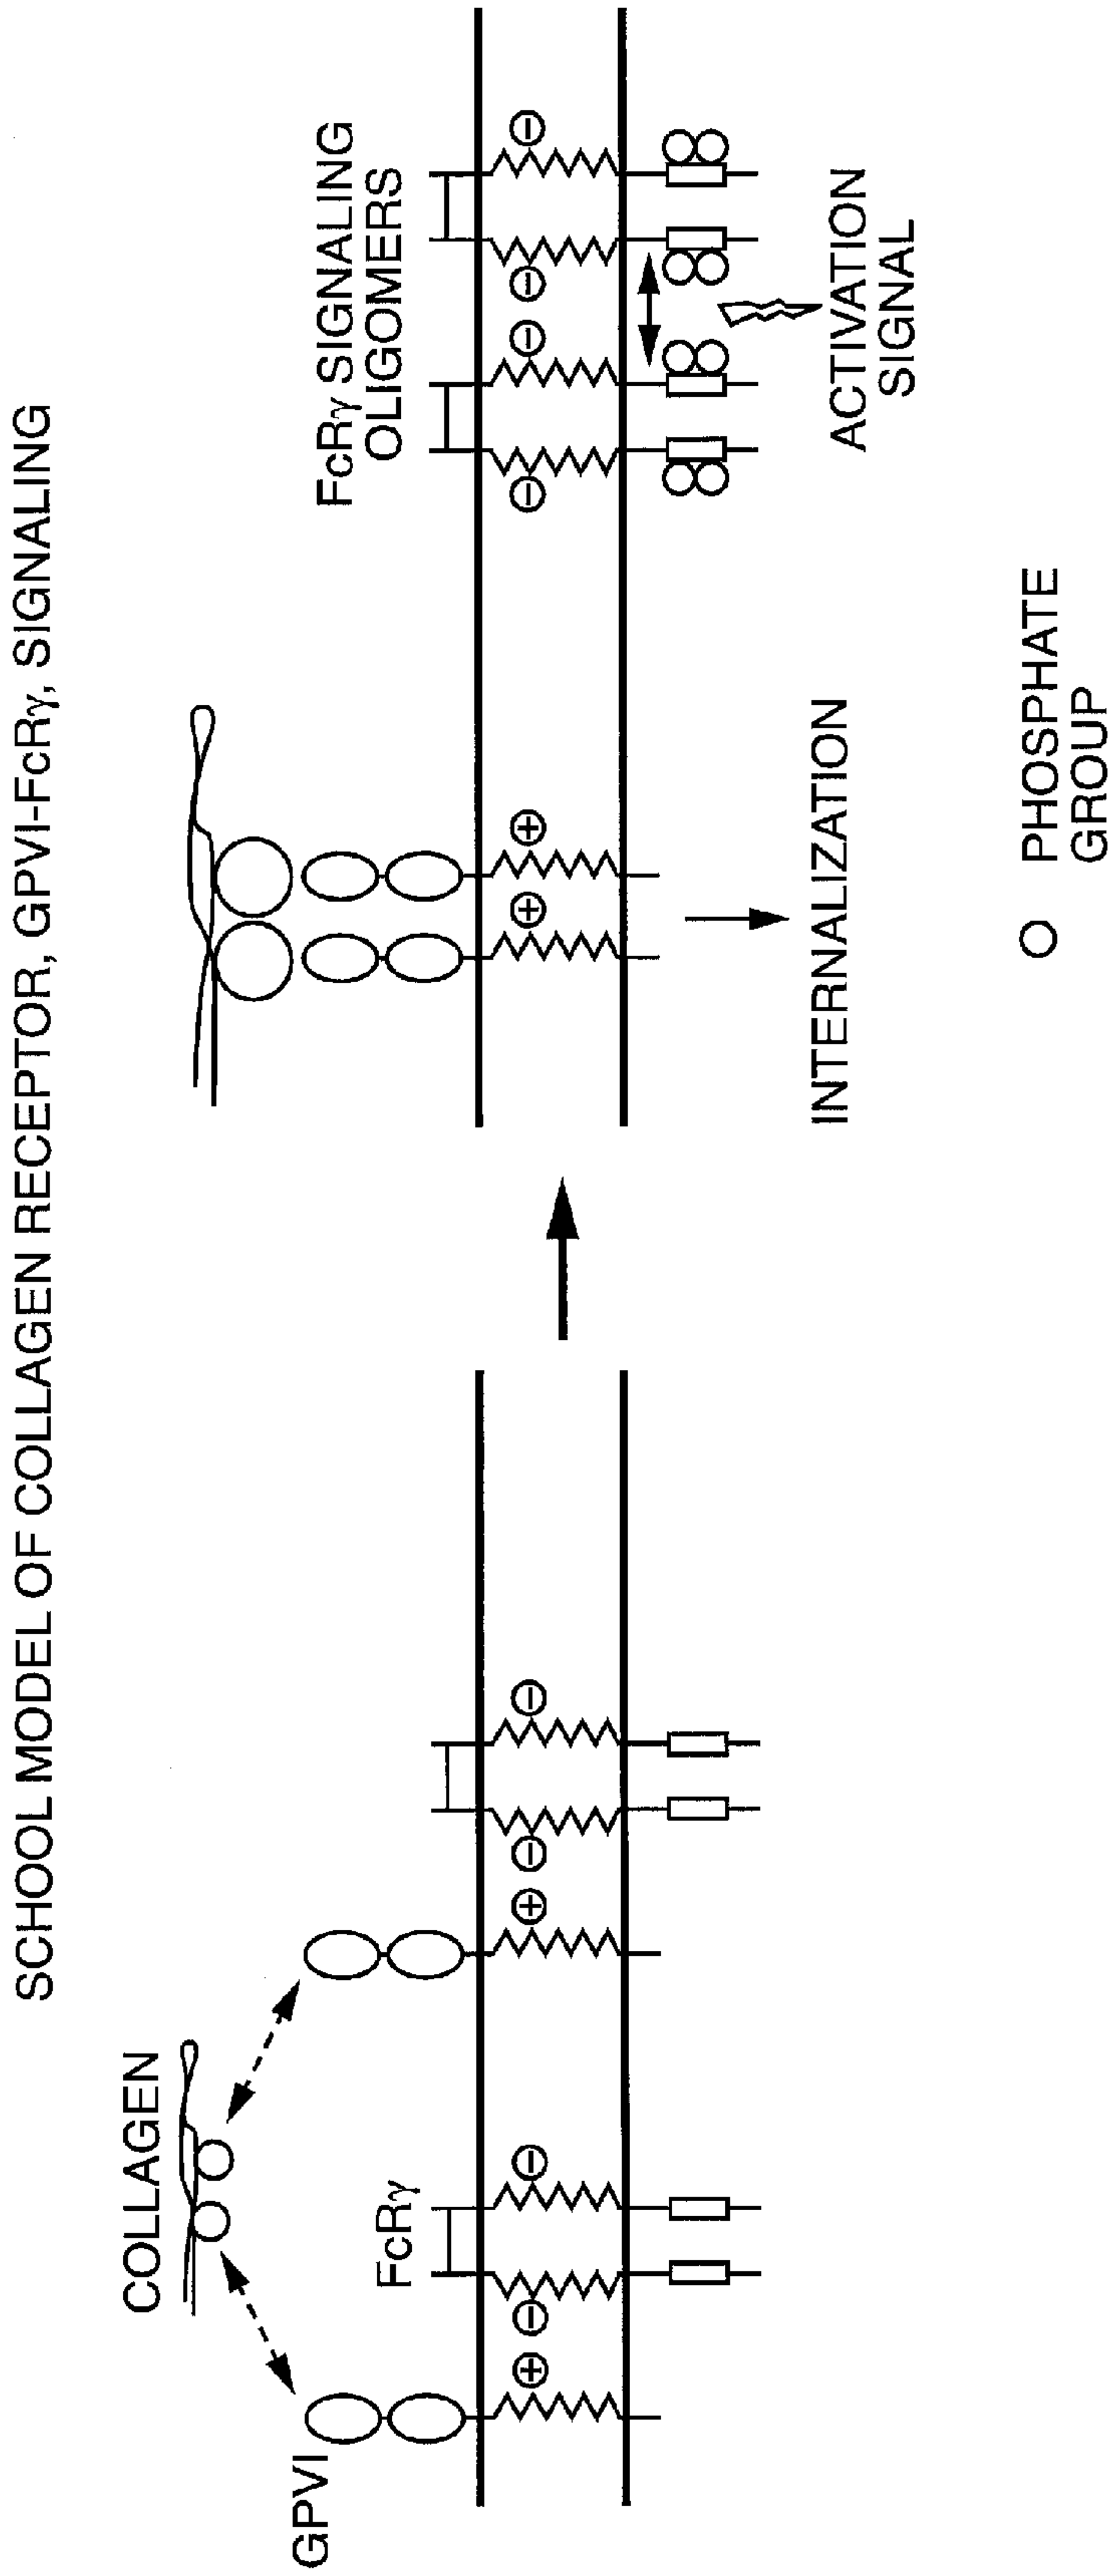 SCHOOL MODEL OF COLLAGEN RECEPTOR, GPVI-FcRγ, SIGNALING
COLLAGEN
GPVI
FcRγ
FcRγ SIGNALING
OLIGOMERS
INTERNALIZATION
ACTIVATION
SIGNAL
PHOSPHATE
GROUP